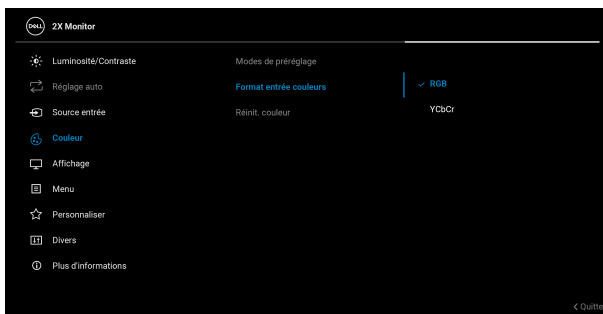 DELL 2X Monitor
Luminosité/Contraste
Modes de préréglage
Réglage auto
Format entrée couleurs
RGB
Source entrée
Réinit. couleur
YCbCr
Couleur
Affichage
Menu
Personnaliser
Divers
Plus d'informations
Quitte